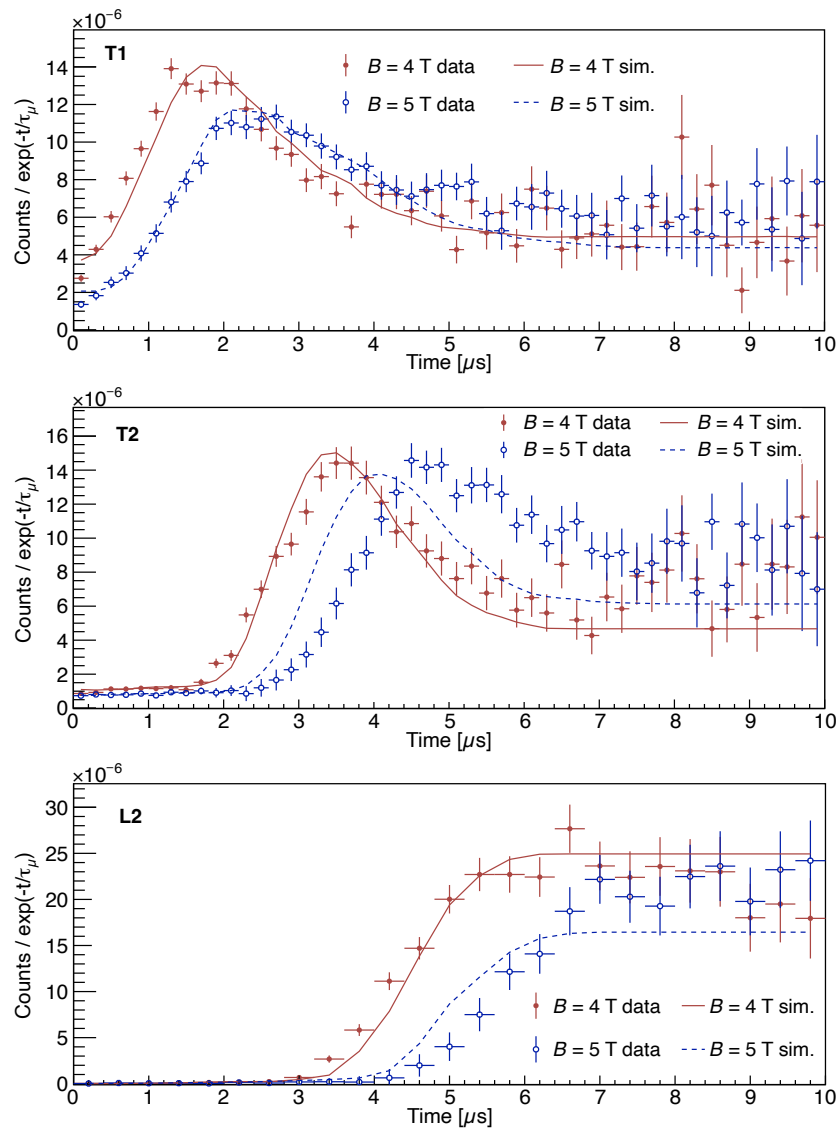 ×10⁻⁶
T1
B = 4 T data
B = 4 T sim.
B = 5 T data
B = 5 T sim.
Counts / exp(-t/τμ)
14
12
10
8
6
4
2
0
0 1 2 3 4 5 6 7 8 9 10
Time [μs]
×10⁻⁶
T2
B = 4 T data
B = 4 T sim.
B = 5 T data
B = 5 T sim.
Counts / exp(-t/τμ)
16
14
12
10
8
6
4
2
0
0 1 2 3 4 5 6 7 8 9 10
Time [μs]
×10⁻⁶
L2
Counts / exp(-t/τμ)
30
25
20
15
10
5
0
B = 4 T data
B = 4 T sim.
B = 5 T data
B = 5 T sim.
0 1 2 3 4 5 6 7 8 9 10
Time [μs]